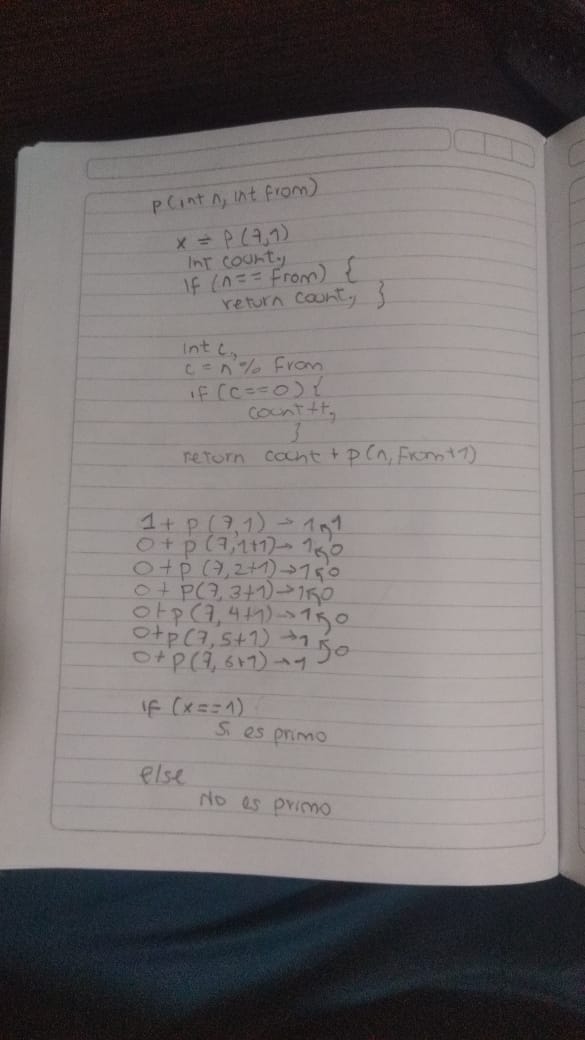 p(int n, int from)
x = P(7,1)
int count;
if (n== from) {
return count; }
int c;
c = n % from
if (c==0) {
count++;
}
return count + p(n, from+1)
1 + p(7,1) → 1
0 + p(7,1+1) → 1 0
0 + p(7,2+1) → 1 0
0 + p(7,3+1) → 1 0
0 + p(7,4+1) → 1 0
0 + p(7,5+1) → 1 0
0 + p(7,6+1) → 1
if (x==1)
Si es primo
else
No es primo